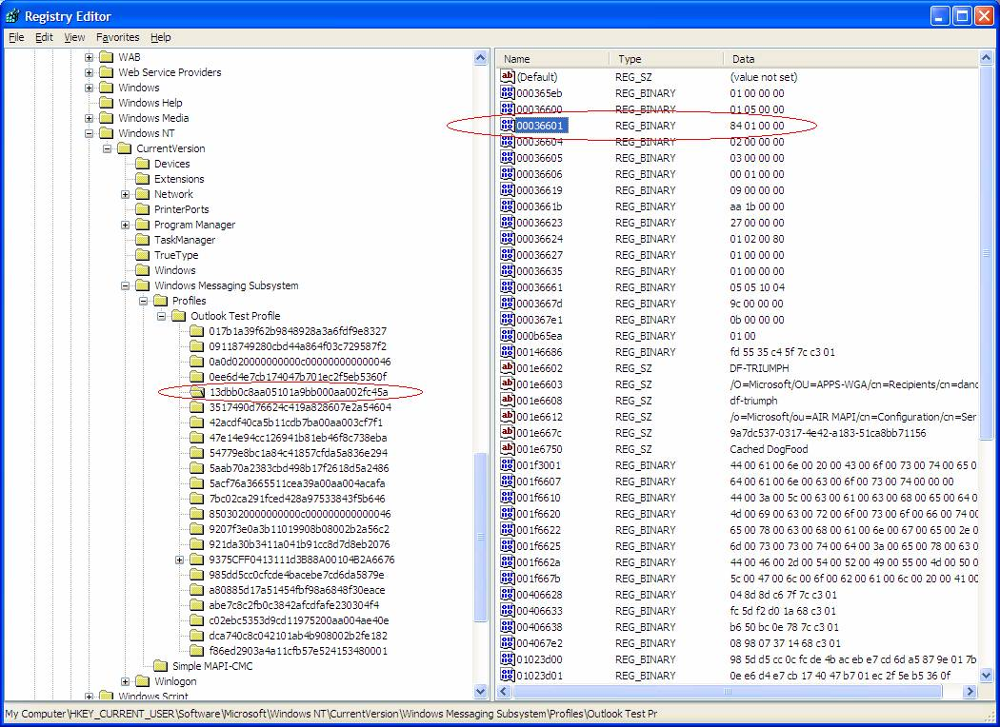 Registry Editor
File Edit View Favorites Help
WAB
Web Service Providers
Windows
Windows Help
Windows Media
Windows NT
CurrentVersion
Devices
Extensions
Network
PrinterPorts
Program Manager
TaskManager
TrueType
Windows
Windows Messaging Subsystem
Profiles
Outlook Test Profile
017b1a39f62b9848928a3a6fdf9e8327
09118749280cbd44a864f03c729587f2
0a0d020000000000c000000000000046
0ee6d4e7cb174047b701ec2f5eb5360f
13dbb0c8aa05101a9bb000aa002fc45a
3517490d76624c419a828607e2a54604
42acdf40ca5b11cdb7ba00aa003cf7f1
47e14e94cc126941b81eb46f8c738eba
54779e8bc1a84c41857cfda5a836e294
5aab70a2383cbd498b17f2618d5a2486
5acf76a3665511cea39a00aa004acafa
7bc02ca291fced428a97533843f5b646
8503020000000000c000000000000046
9207f3e0a3b11019908b08002b2a56c2
921da30b3411a041b91cc8d7d8eb2076
9375CFF0413111d3B88A00104B2A6676
985dd5cc0cfcde4bacebe7cd6da5879e
a80885d17a51454fbf98a6848f30eace
abe7c8c2fb0c3842afcdfafe230304f4
c02ebc5353d9cd11975200aa004ae40e
dca740c8c042101ab4b908002b2fe182
f86ed2903a4a11cfb57e524153480001
Simple MAPI-CMC
Winlogon
Windows Script
Name Type Data
(Default) REG_SZ (value not set)
000365eb REG_BINARY 01 00 00 00
00036600 REG_BINARY 01 05 00 00
00036601 REG_BINARY 84 01 00 00
00036604 REG_BINARY 02 00 00 00
00036605 REG_BINARY 03 00 00 00
00036606 REG_BINARY 00 01 00 00
00036619 REG_BINARY 09 00 00 00
0003661b REG_BINARY aa 1b 00 00
00036623 REG_BINARY 27 00 00 00
00036624 REG_BINARY 01 02 00 80
00036627 REG_BINARY 01 00 00 00
00036635 REG_BINARY 01 00 00 00
00036661 REG_BINARY 05 05 10 04
0003667d REG_BINARY 9c 00 00 00
000367e1 REG_BINARY 0b 00 00 00
000b65ea REG_BINARY 01 00
00146686 REG_BINARY fd 55 35 c4 5f 7c c3 01
001e6602 REG_SZ DF-TRIUMPH
001e6603 REG_SZ /O=Microsoft/OU=APPS-WGA/cn=Recipients/cn=danc
001e6608 REG_SZ df-triumph
001e6612 REG_SZ /o=Microsoft/ou=AIR MAPI/cn=Configuration/cn=Ser
001e667c REG_SZ 9a7dc537-0317-4e42-a183-51ca8bb71156
001e6750 REG_SZ Cached DogFood
001f3001 REG_BINARY 44 00 61 00 6e 00 20 00 43 00 6f 00 73 00 74 00 65 0
001f6607 REG_BINARY 64 00 61 00 6e 00 63 00 6f 00 73 00 74 00 00 00
001f6610 REG_BINARY 44 00 3a 00 5c 00 63 00 61 00 63 00 68 00 65 00 64 0
001f6620 REG_BINARY 4d 00 69 00 63 00 72 00 6f 00 73 00 6f 00 66 00 74 00
001f6622 REG_BINARY 65 00 78 00 63 00 68 00 61 00 6e 00 67 00 65 00 2e 0
001f6625 REG_BINARY 6d 00 73 00 73 00 74 00 64 00 3a 00 65 00 78 00 63 0
001f662a REG_BINARY 44 00 46 00 2d 00 54 00 52 00 49 00 55 00 4d 00 50 0
001f667b REG_BINARY 5c 00 47 00 6c 00 6f 00 62 00 61 00 6c 00 20 00 41 00
00406628 REG_BINARY 04 8d 8d c6 7f 7c c3 01
00406633 REG_BINARY fc 5d f2 d0 1a 68 c3 01
00406638 REG_BINARY b6 50 bc 0e 78 7c c3 01
004067e2 REG_BINARY 08 98 07 37 14 68 c3 01
01023d00 REG_BINARY 98 5d d5 cc 0c fc de 4b ac eb e7 cd 6d a5 87 9e 01 7b
01023d01 REG_BINARY 0e e6 d4 e7 cb 17 40 47 b7 01 ec 2f 5e b5 36 0f
My Computer\HKEY_CURRENT_USER\Software\Microsoft\Windows NT\CurrentVersion\Windows Messaging Subsystem\Profiles\Outlook Test Pr